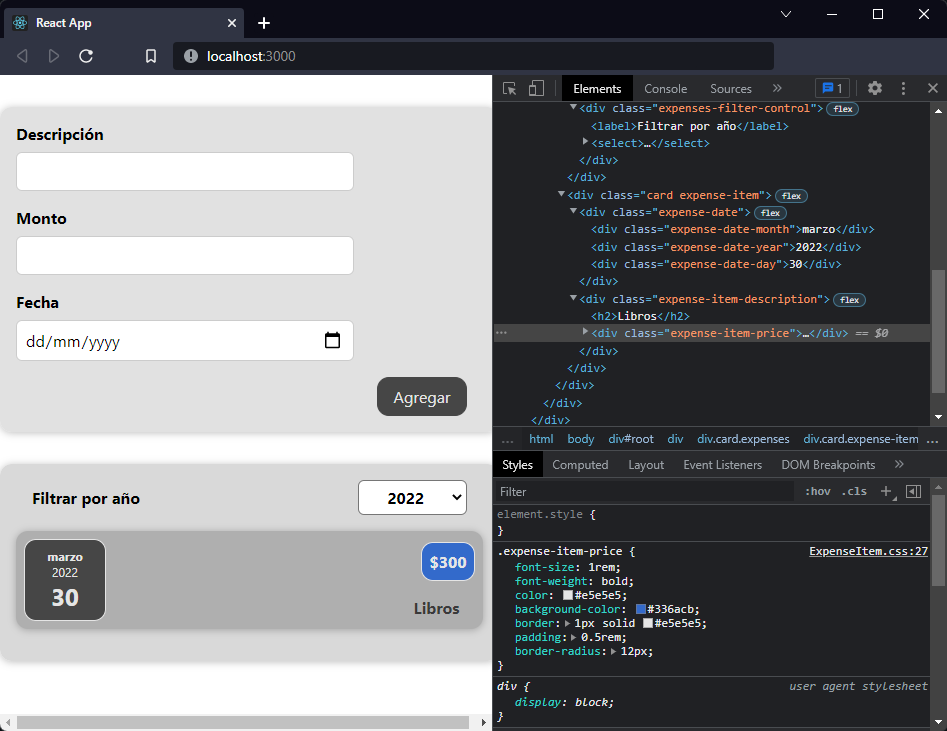 React App
localhost:3000
Descripción
Monto
Fecha
dd/mm/yyyy
Agregar
Filtrar por año
2022
marzo
2022
30
$300
Libros
Elements Console Sources » 1
<div class="expenses-filter-control"> flex
<label>Filtrar por año</label>
<select>…</select>
</div>
</div>
<div class="card expense-item"> flex
<div class="expense-date"> flex
<div class="expense-date-month">marzo</div>
<div class="expense-date-year">2022</div>
<div class="expense-date-day">30</div>
</div>
<div class="expense-item-description"> flex
<h2>Libros</h2>
… <div class="expense-item-price">…</div> == $0
</div>
</div>
</div>
</div>
</div>
… html body div#root div div.card.expenses div.card.expense-item …
Styles Computed Layout Event Listeners DOM Breakpoints »
Filter :hov .cls +
element.style {
}
.expense-item-price { ExpenseItem.css:27
font-size: 1rem;
font-weight: bold;
color: #e5e5e5;
background-color: #336acb;
border: 1px solid #e5e5e5;
padding: 0.5rem;
border-radius: 12px;
}
div { user agent stylesheet
display: block;
}